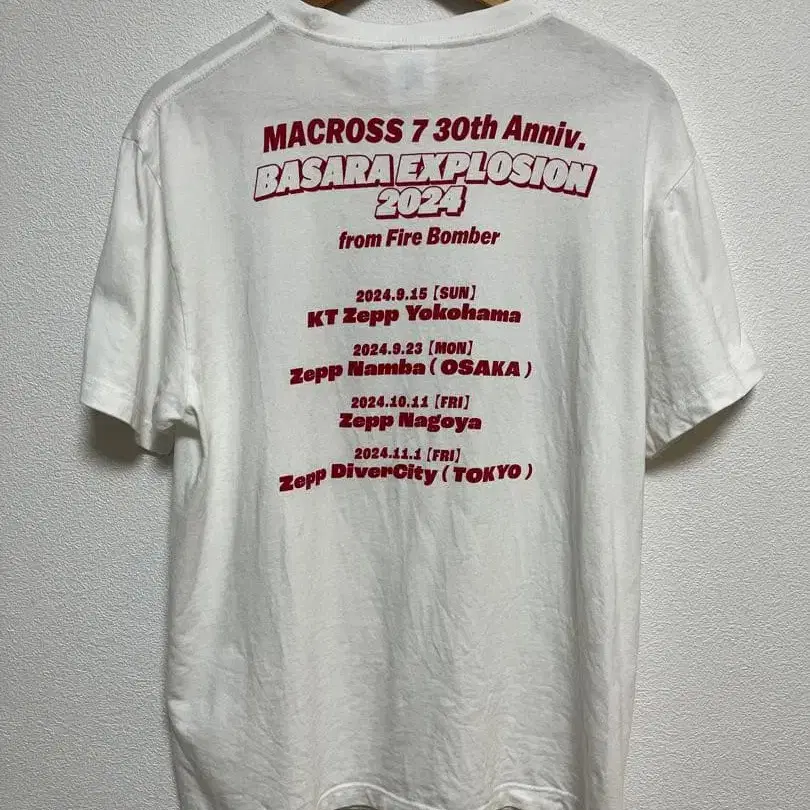 MACROSS 7 30th Anniv.
BASARA EXPLOSION
2024
from Fire Bomber
2024.9.15【SUN】
KT Zepp Yokohama
2024.9.23【MON】
Zepp Namba ( OSAKA )
2024.10.11【FRI】
Zepp Nagoya
2024.11.1【FRI】
Zepp DiverCity ( TOKYO )